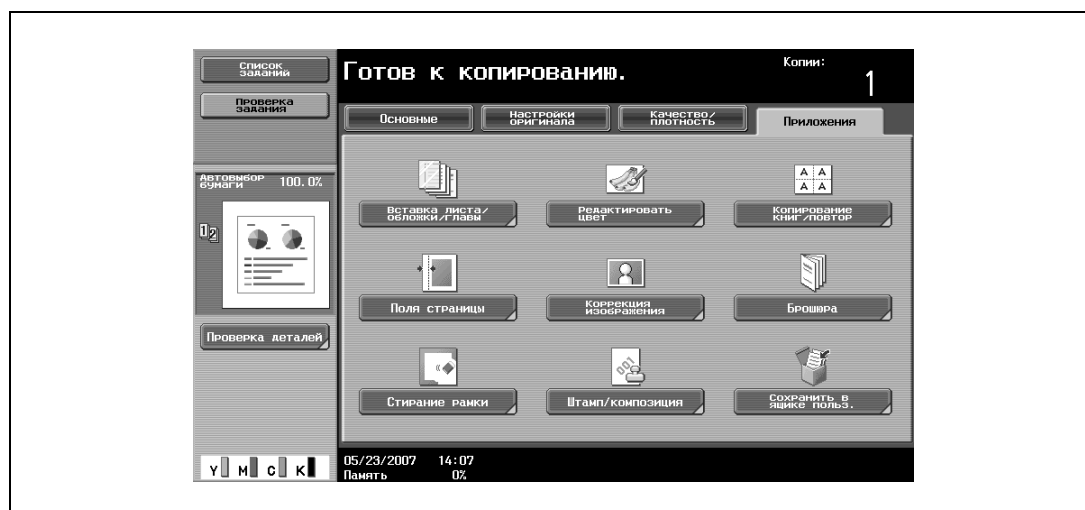 Список
заданий
Проверка
задания
Готов к копированию.
Копии:
1
Основные
Настройки
оригинала
Качество/
плотность
Приложения
Автовыбор
бумаги
100.0%
12
Вставка листа/
обложки/главы
Редактировать
цвет
A A
A A
Копирование
книг/повтор
Поля страницы
Коррекция
изображения
Брошюра
Проверка деталей
Стирание рамки
001
Штамп/композиция
Сохранить в
ящике польз.
Y M C K
05/23/2007 14:07
Память 0%